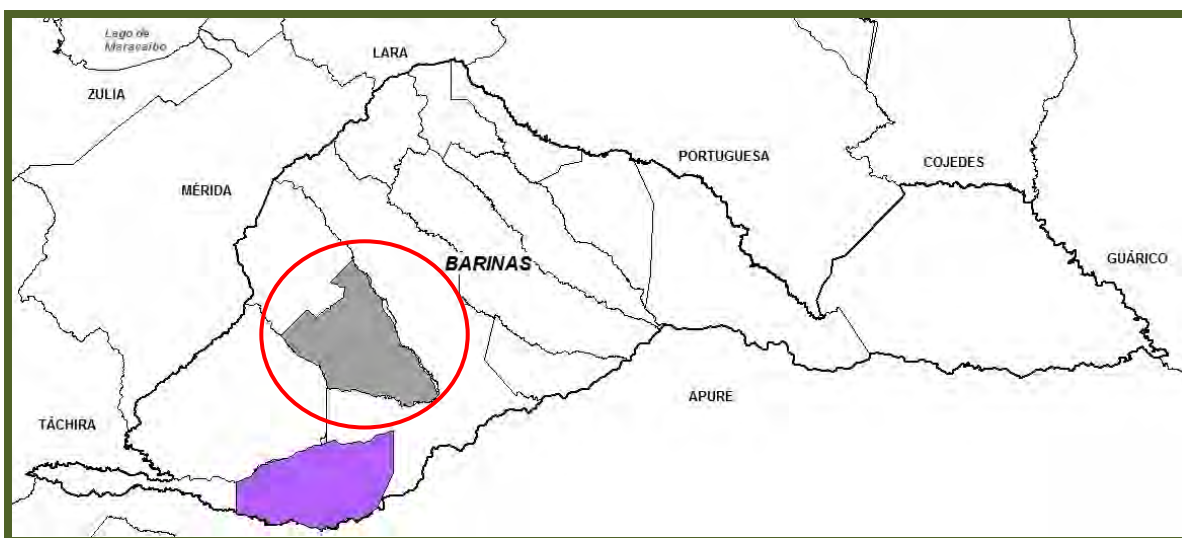 Lago de
Maracaibo
LARA
ZULIA
PORTUGUESA
COJEDES
MÉRIDA
GUÁRICO
BARINAS
APURE
TÁCHIRA